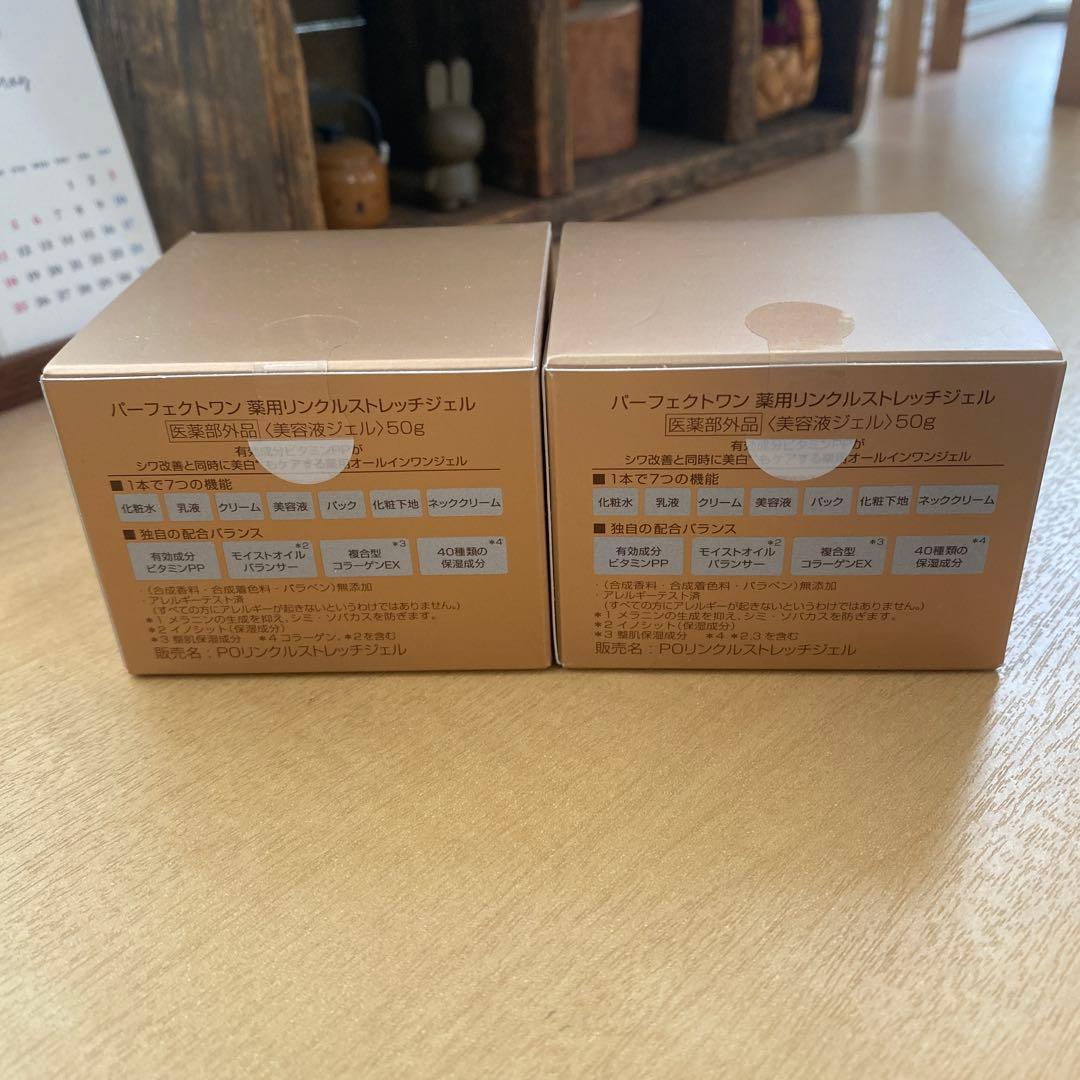 パーフェクトワン 薬用リンクルストレッチジェル
医薬部外品〈美容液ジェル〉50g
有効成分ビタミンPPが
シワ改善と同時に美白*1もケアする薬用オールインワンジェル
■1本で7つの機能
化粧水 乳液 クリーム 美容液 パック 化粧下地 ネッククリーム
■独自の配合バランス
有効成分 モイストオイル*2 複合型*3 40種類の*4
ビタミンPP バランサー コラーゲンEX 保湿成分
・(合成香料・合成着色料・パラベン)無添加
・アレルギーテスト済
(すべての方にアレルギーが起きないというわけではありません。)
*1 メラニンの生成を抑え、シミ・ソバカスを防ぎます。
*2 イノシット(保湿成分)
*3 整肌保湿成分 *4 コラーゲン、*2を含む
販売名:POリンクルストレッチジェル
パーフェクトワン 薬用リンクルストレッチジェル
医薬部外品〈美容液ジェル〉50g
有効成分ビタミンPPが
シワ改善と同時に美白*1もケアする薬用オールインワンジェル
■1本で7つの機能
化粧水 乳液 クリーム 美容液 パック 化粧下地 ネッククリーム
■独自の配合バランス
有効成分 モイストオイル*2 複合型*3 40種類の*4
ビタミンPP バランサー コラーゲンEX 保湿成分
・(合成香料・合成着色料・パラベン)無添加
・アレルギーテスト済
(すべての方にアレルギーが起きないというわけではありません。)
*1 メラニンの生成を抑え、シミ・ソバカスを防ぎます。
*2 イノシット(保湿成分)
*3 整肌保湿成分 *4 *2,3を含む
販売名:POリンクルストレッチジェル